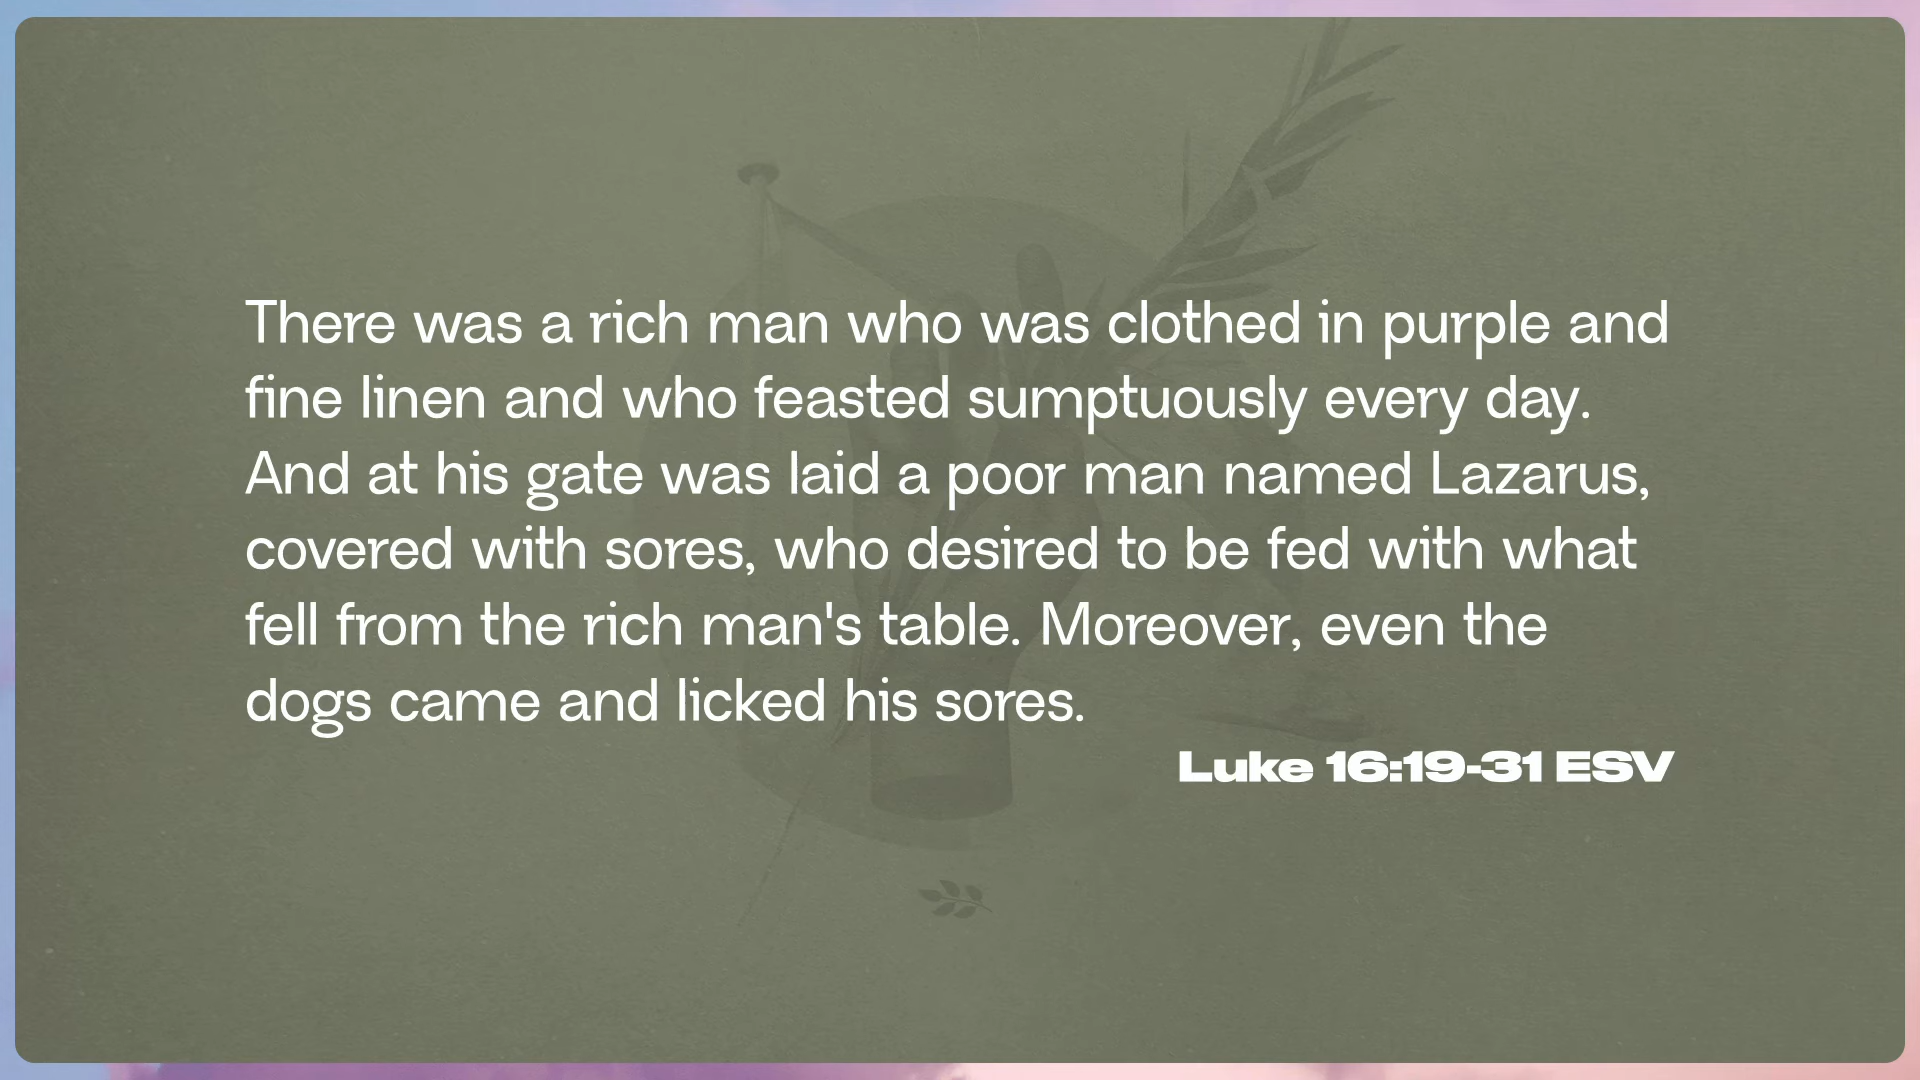 There was a rich man who was clothed in purple and
fine linen and who feasted sumptuously every day.
And at his gate was laid a poor man named Lazarus,
covered with sores, who desired to be fed with what
fell from the rich man's table. Moreover, even the
dogs came and licked his sores.
Luke 16:19-31 ESV